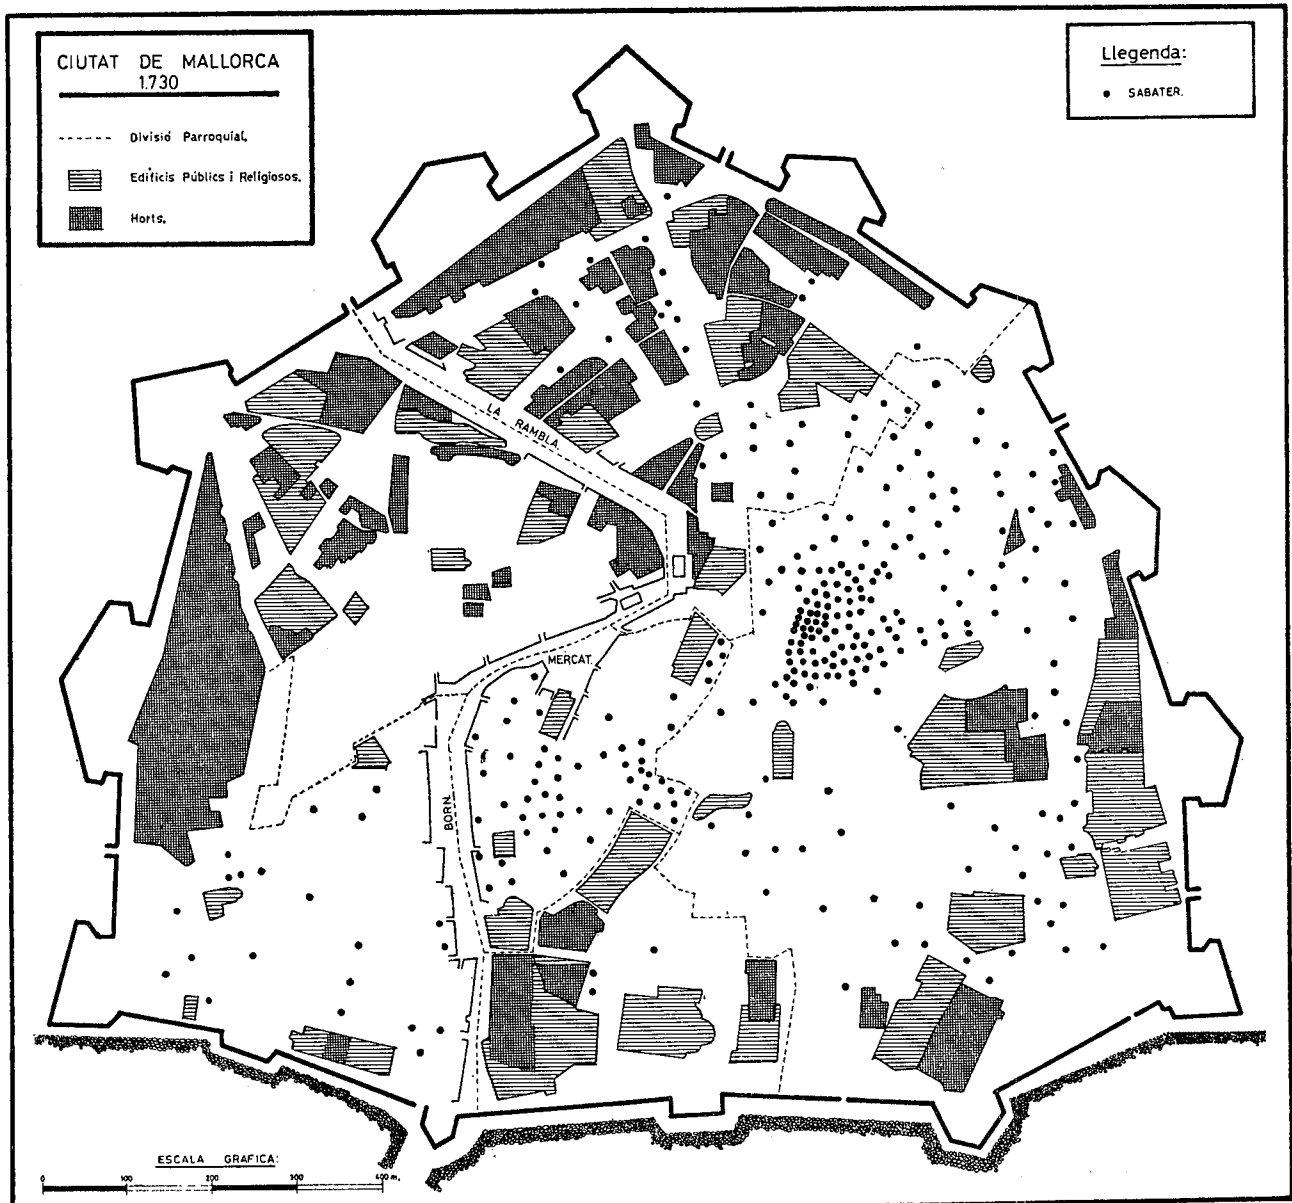 CIUTAT DE MALLORCA
1.730
Divisió Parroquial.
Edificis Públics i Religiosos.
Horts.
Llegenda:
SABATER.
LA RAMBLA.
MERCAT.
BORN.
ESCALA GRAFICA:
0 100 200 300 400 m.